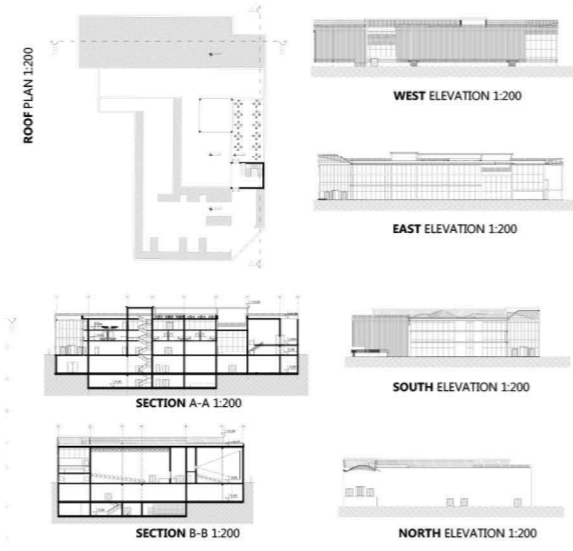 ROOF PLAN 1:200
WEST ELEVATION 1:200
EAST ELEVATION 1:200
SECTION A-A 1:200
SOUTH ELEVATION 1:200
SECTION B-B 1:200
NORTH ELEVATION 1:200